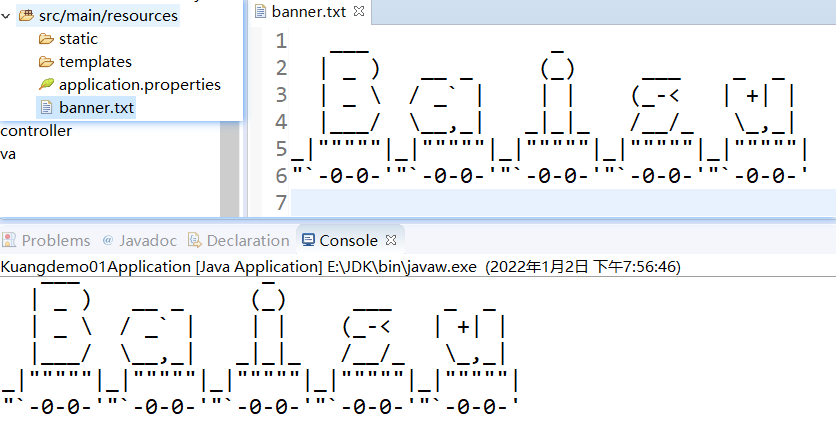 src/main/resources
static
templates
application.properties
banner.txt
controller
va
banner.txt
1     ___               _
2    | _ )    __ _     (_)      ___     _  _
3    | _ \   / _` |    | |     (_-<    | +| |
4    |___/   \__,_|   _|_|_    /__/_    \_,_|
5  _|"""""|_|"""""|_|"""""|_|"""""|_|"""""|
6  "`-0-0-'"`-0-0-'"`-0-0-'"`-0-0-'"`-0-0-'
7
Problems @ Javadoc Declaration Console
Kuangdemo01Application [Java Application] E:\JDK\bin\javaw.exe (2022年1月2日 下午7:56:46)
   ___               _
  | _ )    __ _     (_)      ___     _  _
  | _ \   / _` |    | |     (_-<    | +| |
  |___/   \__,_|   _|_|_    /__/_    \_,_|
_|"""""|_|"""""|_|"""""|_|"""""|_|"""""|
"`-0-0-'"`-0-0-'"`-0-0-'"`-0-0-'"`-0-0-'